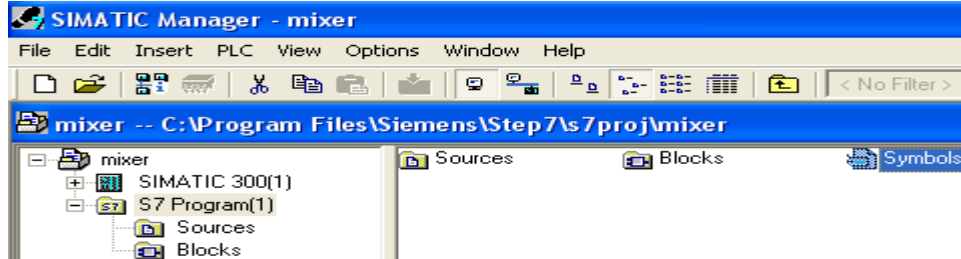 SIMATIC Manager - mixer
File Edit Insert PLC View Options Window Help
< No Filter >
mixer -- C:\Program Files\Siemens\Step7\s7proj\mixer
mixer
SIMATIC 300(1)
S7 Program(1)
Sources
Blocks
Sources Blocks Symbols